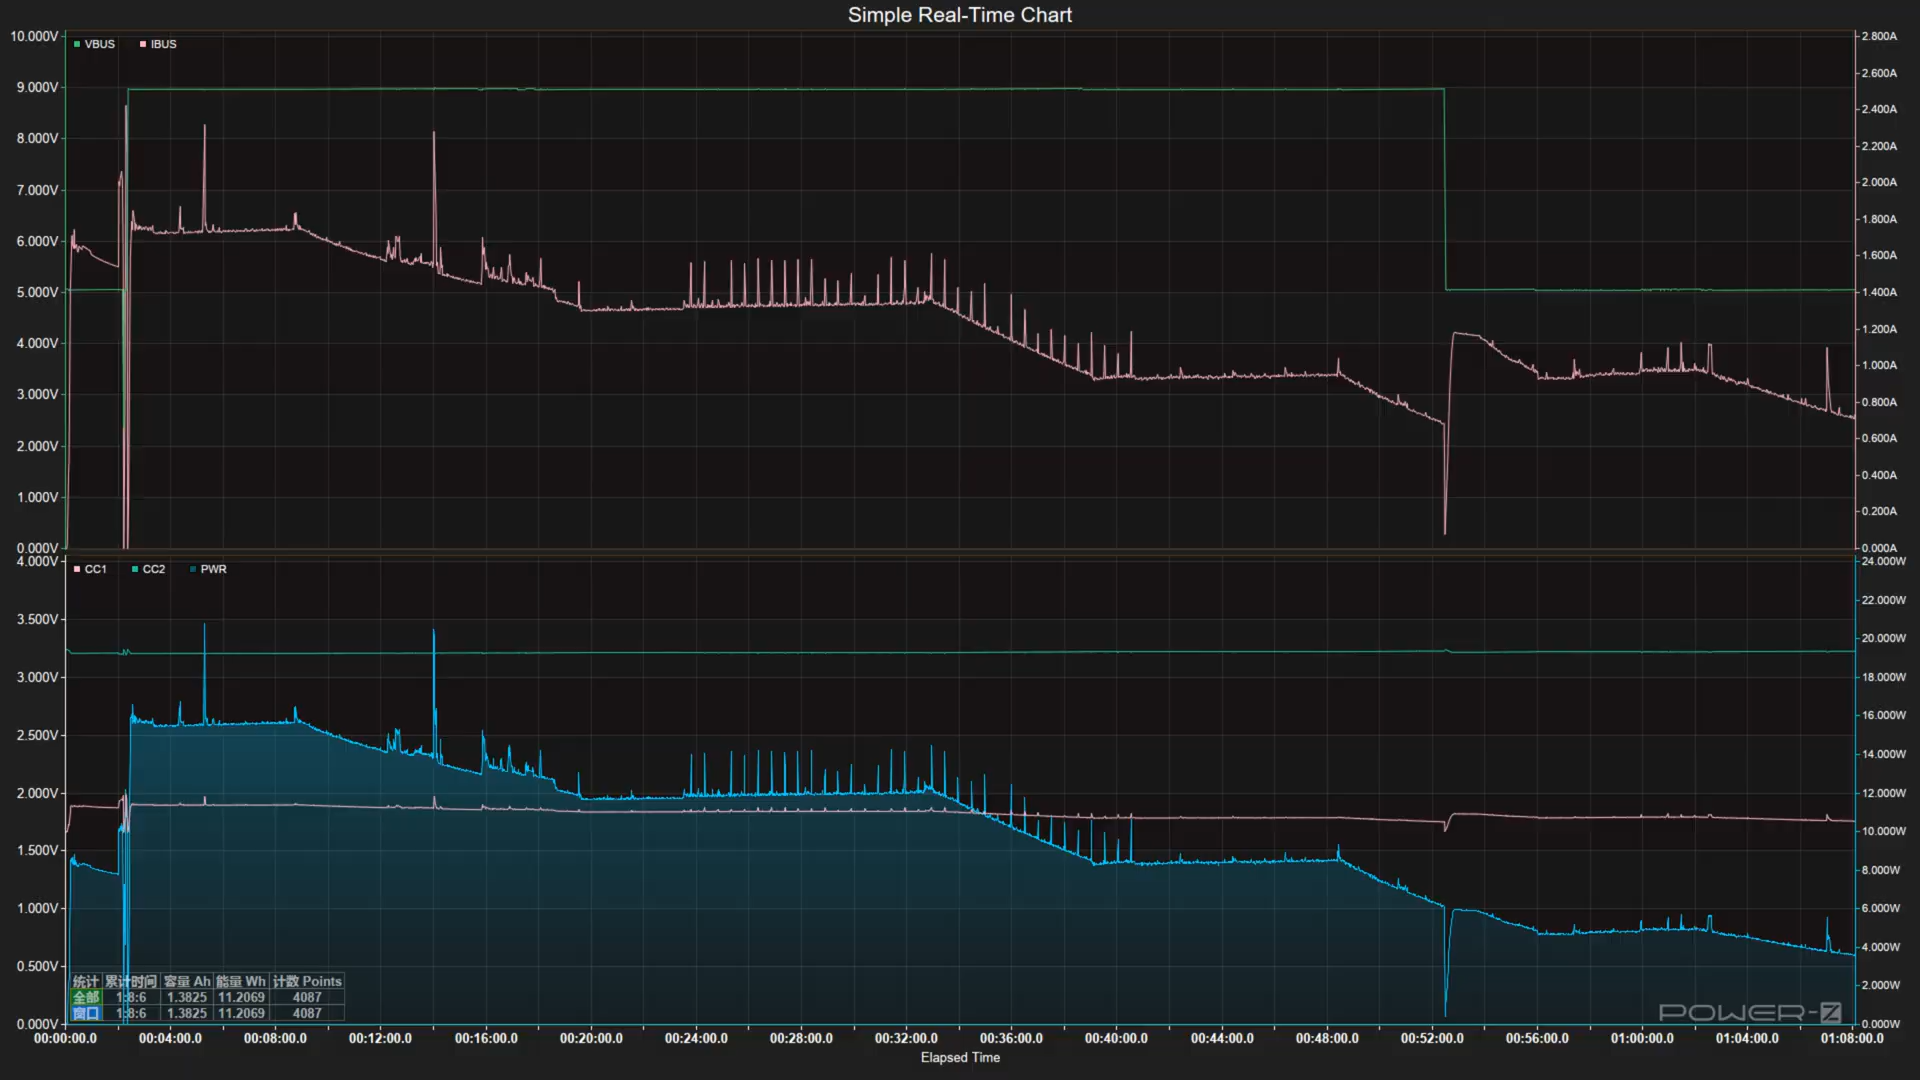 Simple Real-Time Chart
VBUS IBUS
10.000V 2.800A
2.600A
9.000V
2.400A
8.000V
2.200A
7.000V 2.000A
1.800A
6.000V
1.600A
5.000V 1.400A
1.200A
4.000V
1.000A
3.000V
0.800A
2.000V 0.600A
0.400A
1.000V
0.200A
0.000V 0.000A
CC1 CC2 PWR
4.000V 24.000W
22.000W
3.500V
20.000W
3.000V 18.000W
16.000W
2.500V
14.000W
2.000V 12.000W
10.000W
1.500V
8.000W
1.000V 6.000W
4.000W
0.500V
2.000W
0.000V 0.000W
统计 累计时间 容量 Ah 能量 Wh 计数 Points
全部 1:8:6 1.3825 11.2069 4087
窗口 1:8:6 1.3825 11.2069 4087
POWER-Z
00:00:00.0 00:04:00.0 00:08:00.0 00:12:00.0 00:16:00.0 00:20:00.0 00:24:00.0 00:28:00.0 00:32:00.0 00:36:00.0 00:40:00.0 00:44:00.0 00:48:00.0 00:52:00.0 00:56:00.0 01:00:00.0 01:04:00.0 01:08:00.0
Elapsed Time